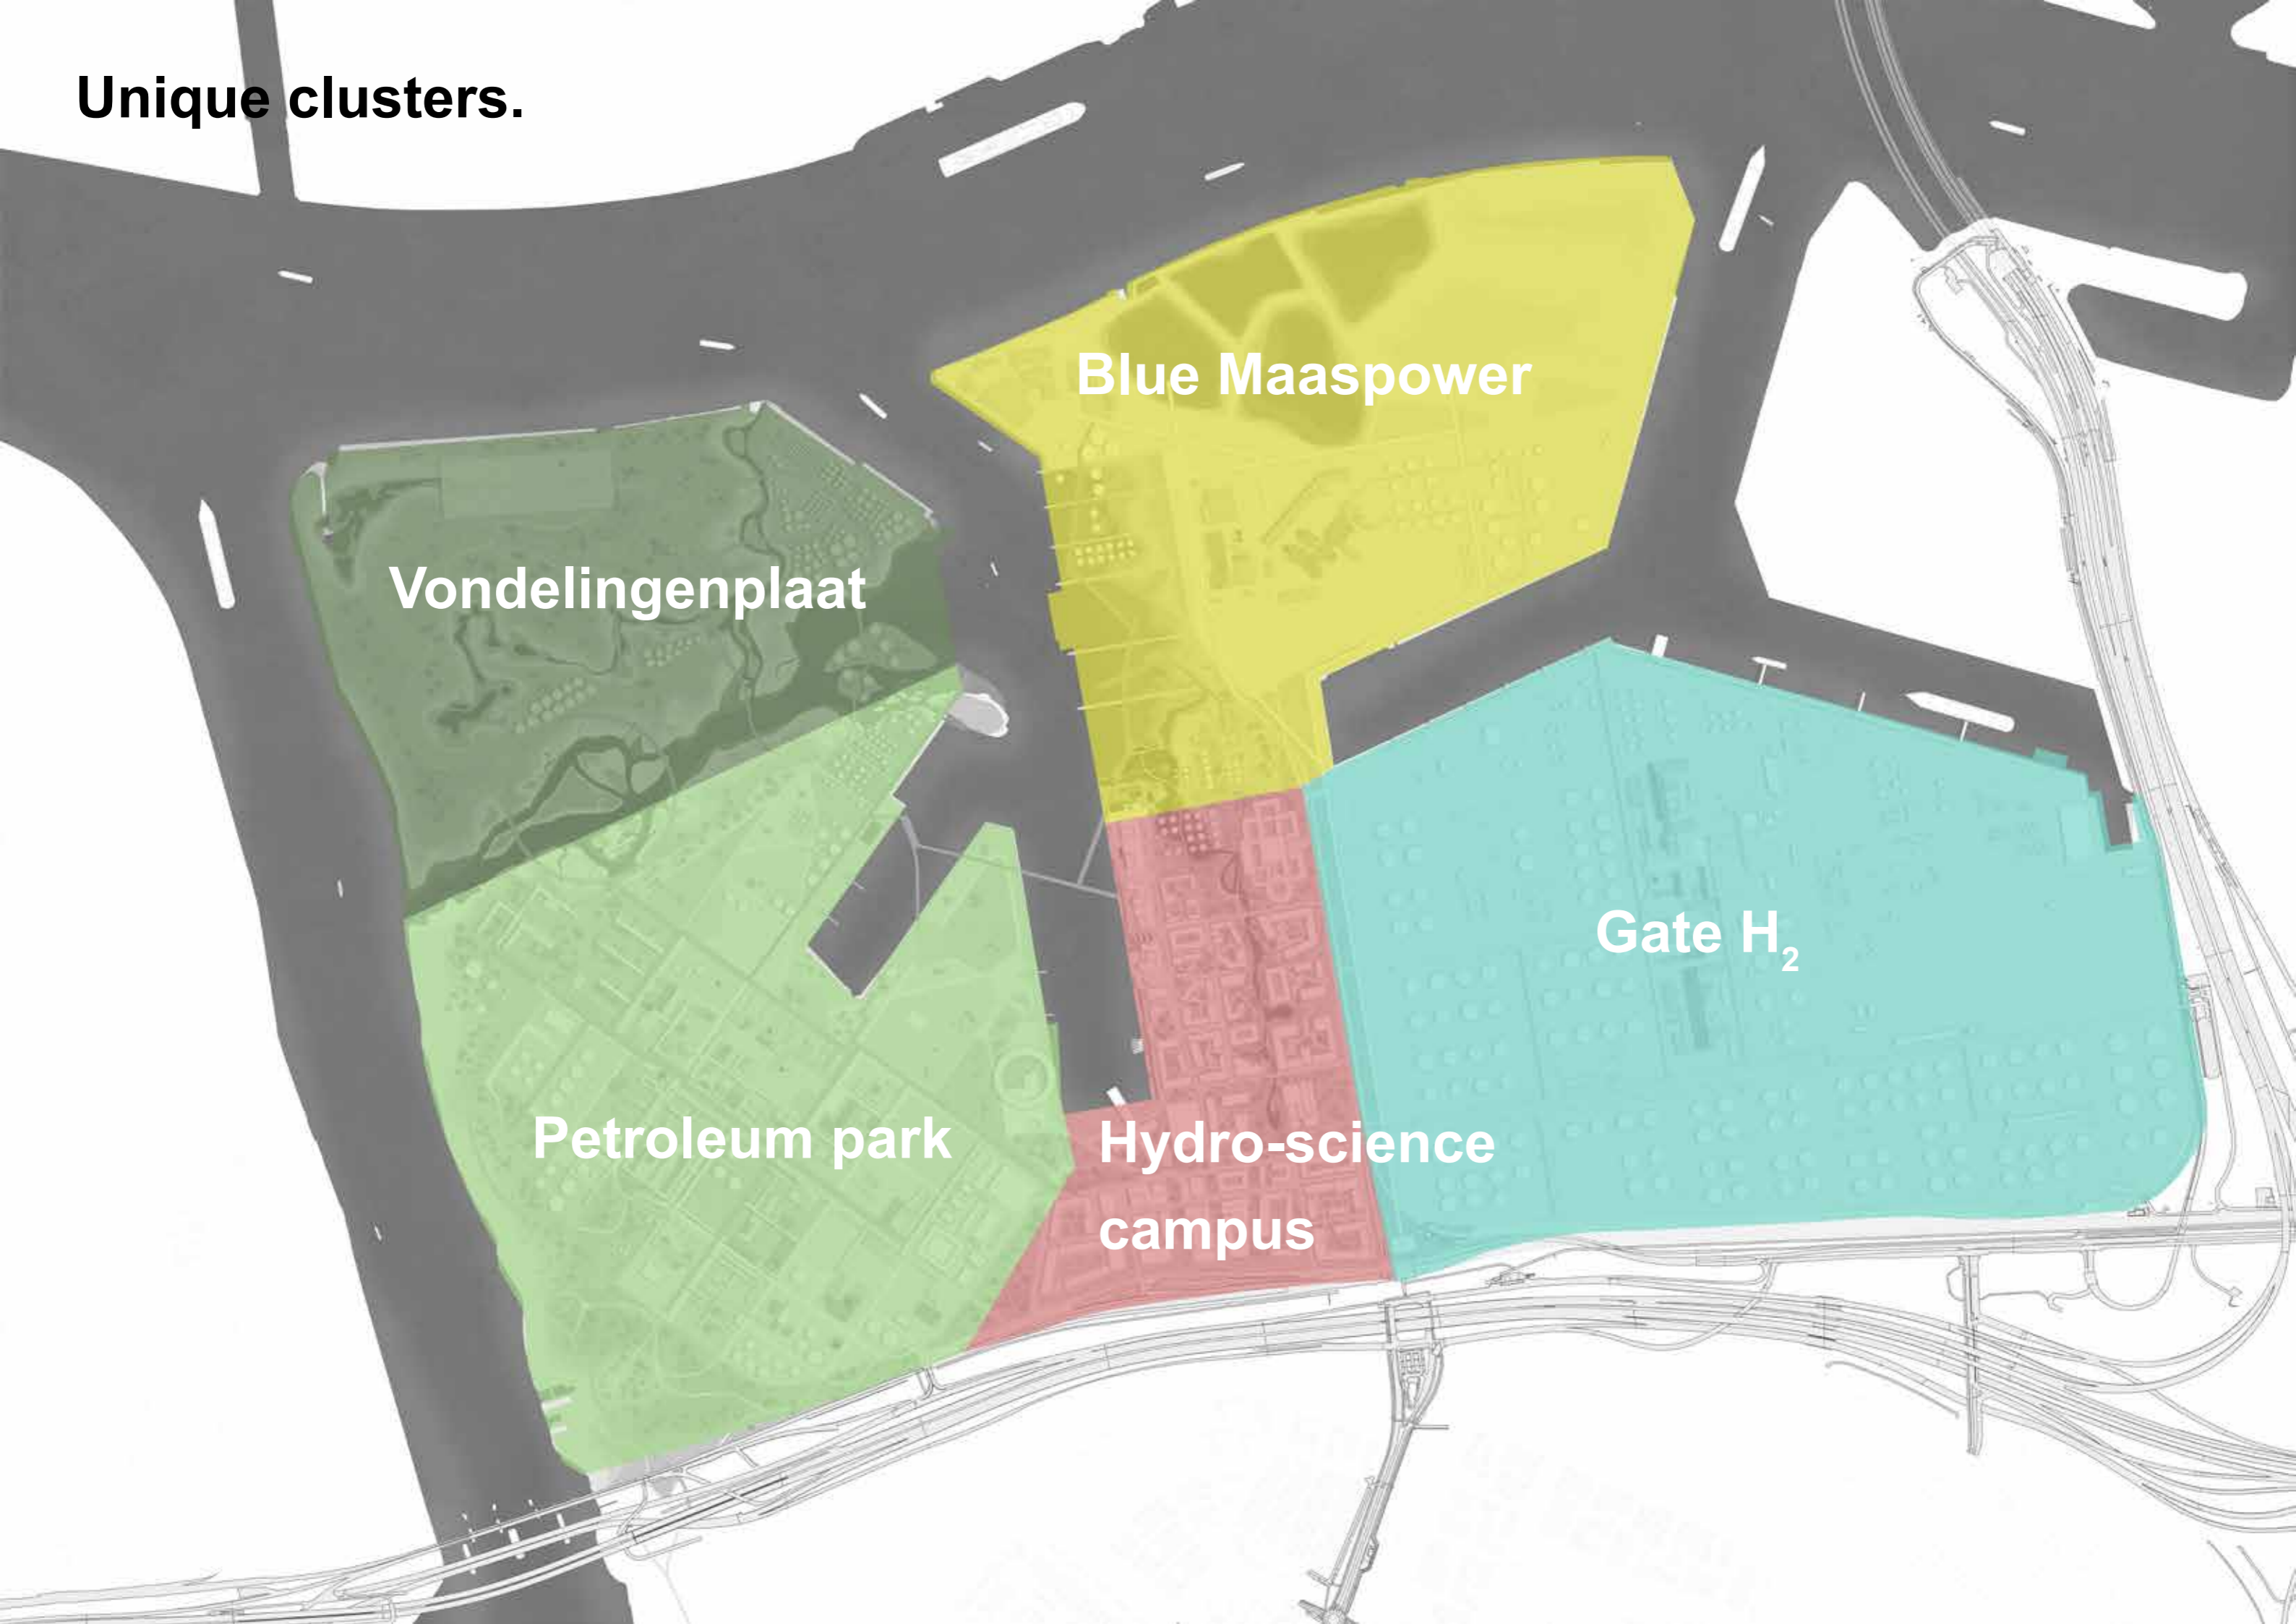 Unique clusters.
Blue Maaspower
Vondelingenplaat
Gate H₂
Petroleum park
Hydro-science
campus